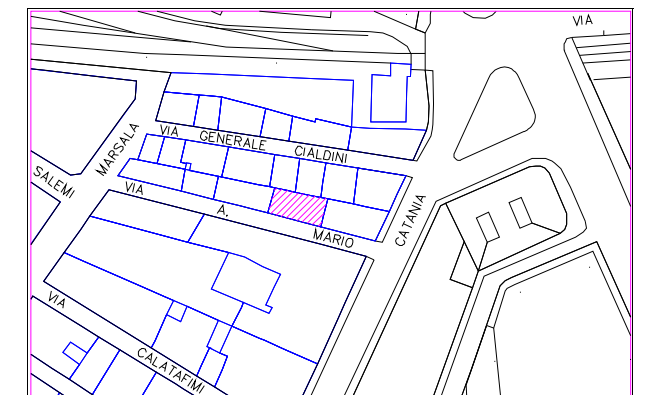 VIA
VIA GENERALE CIALDINI
MARSALA
SALEMI
VIA A. MARIO
CATANIA
VIA CALATAFIMI